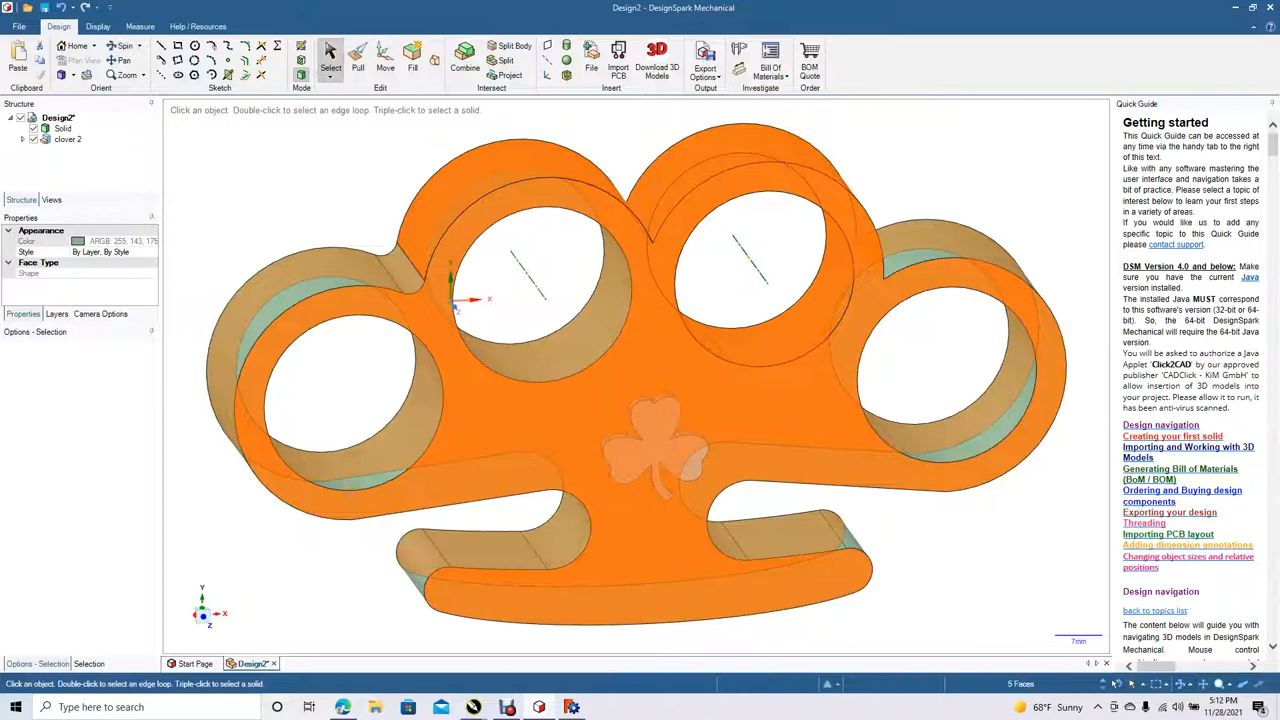 Design2 - DesignSpark Mechanical
File Design Display Measure Help / Resources
Home Spin
Plan View Pan
Zoom
Paste Select Pull Move Fill
Combine Split Body
Split
Project
File Import PCB Download 3D Models
Export Options
Bill Of Materials
BOM Quote
Clipboard Orient Sketch Mode Edit Intersect Insert Output Investigate Order
Structure
Design2*
Solid
clover 2
Structure Views
Properties
Appearance
Color ARGB: 255, 143, 175
Style By Layer, By Style
Face Type
Shape
Properties Layers Camera Options
Options - Selection
Click an object. Double-click to select an edge loop. Triple-click to select a solid.
X
Z
Y
X
Z
7mm
Quick Guide
Getting started
This Quick Guide can be accessed at
any time via the handy tab to the right
of this text.
Like with any software mastering the
user interface and navigation takes a
bit of practice. Please select a topic of
interest below to learn your first steps
in a variety of areas.
If you would like us to add any
specific topic to this Quick Guide
please contact support.
DSM Version 4.0 and below: Make
sure you have the current Java
version installed.
The installed Java MUST correspond
to this software's version (32-bit or 64-
bit). So, the 64-bit DesignSpark
Mechanical will require the 64-bit Java
version.
You will be asked to authorize a Java
Applet 'Click2CAD' by our approved
publisher 'CADClick - KiM GmbH' to
allow insertion of 3D models into
your project. Please allow it to run, it
has been anti-virus scanned.
Design navigation
Creating your first solid
Importing and Working with 3D
Models
Generating Bill of Materials
(BoM / BOM)
Ordering and Buying design
components
Exporting your design
Threading
Importing PCB layout
Adding dimension annotations
Changing object sizes and relative
positions
Design navigation
back to topics list
The content below will guide you with
navigating 3D models in DesignSpark
Mechanical. Mouse control
Options - Selection Selection
Start Page Design2*
Click an object. Double-click to select an edge loop. Triple-click to select a solid.
5 Faces
Type here to search
68°F Sunny
5:12 PM
11/28/2021
4